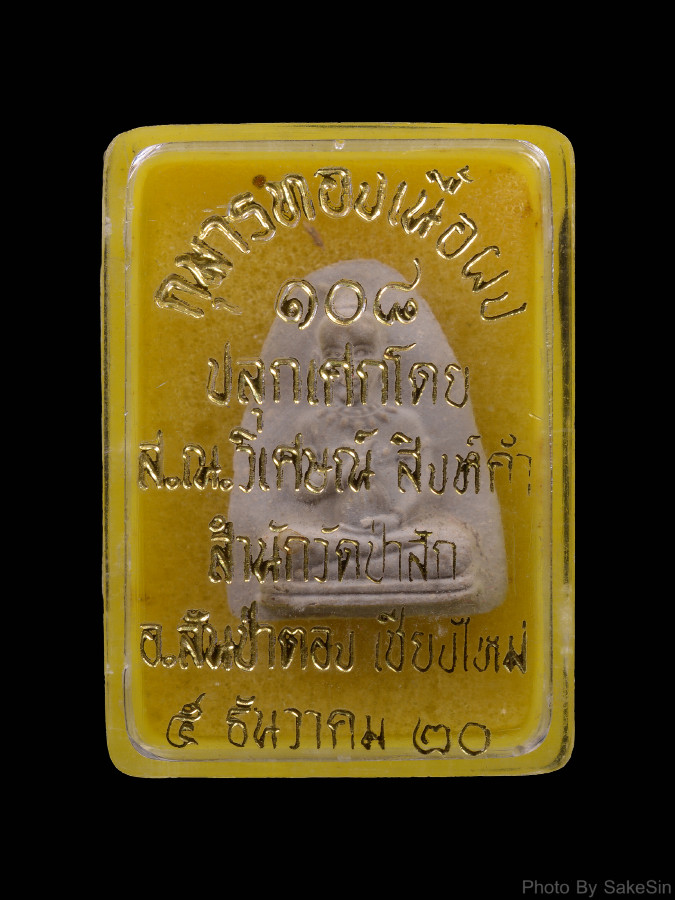 กุมารทองเนื้อผง
๑๐๘
ปลุกเศกโดย
ส.ณ.วิเศษณ์ สิงห์คำ
สำนักวัดป่าสัก
อ.สันป่าตอง เชียงใหม่
๕ ธันวาคม ๒๐
Photo By SakeSin